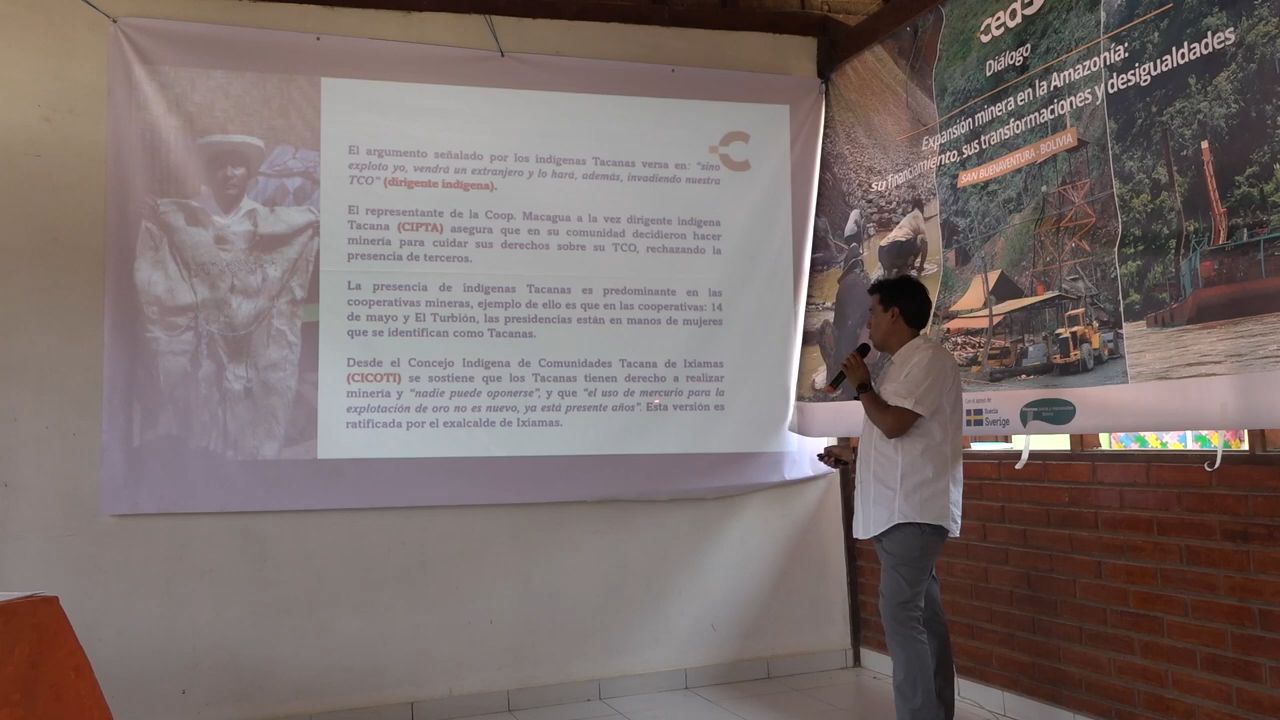 El argumento señalado por los indígenas Tacanas versa en: "sino
exploto yo, vendrá un extranjero y lo hará, además, invadiendo nuestra
TCO" (dirigente indígena).
El representante de la Coop. Macagua a la vez dirigente indígena
Tacana (CIPTA) asegura que en su comunidad decidieron hacer
minería para cuidar sus derechos sobre su TCO, rechazando la
presencia de terceros.
La presencia de indígenas Tacanas es predominante en las
cooperativas mineras, ejemplo de ello es que en las cooperativas: 14
de mayo y El Turbión, las presidencias están en manos de mujeres
que se identifican como Tacanas.
Desde el Concejo Indígena de Comunidades Tacana de Ixiamas
(CICOTI) se sostiene que los Tacanas tienen derecho a realizar
minería y "nadie puede oponerse", y que "el uso de mercurio para la
explotación de oro no es nuevo, ya está presente años". Esta versión es
ratificada por el exalcalde de Ixiamas.
Diálogo
Expansión minera en la Amazonía:
su financiamiento, sus transformaciones y desigualdades
SAN BUENAVENTURA - BOLIVIA
Con el apoyo de
Suecia
Sverige